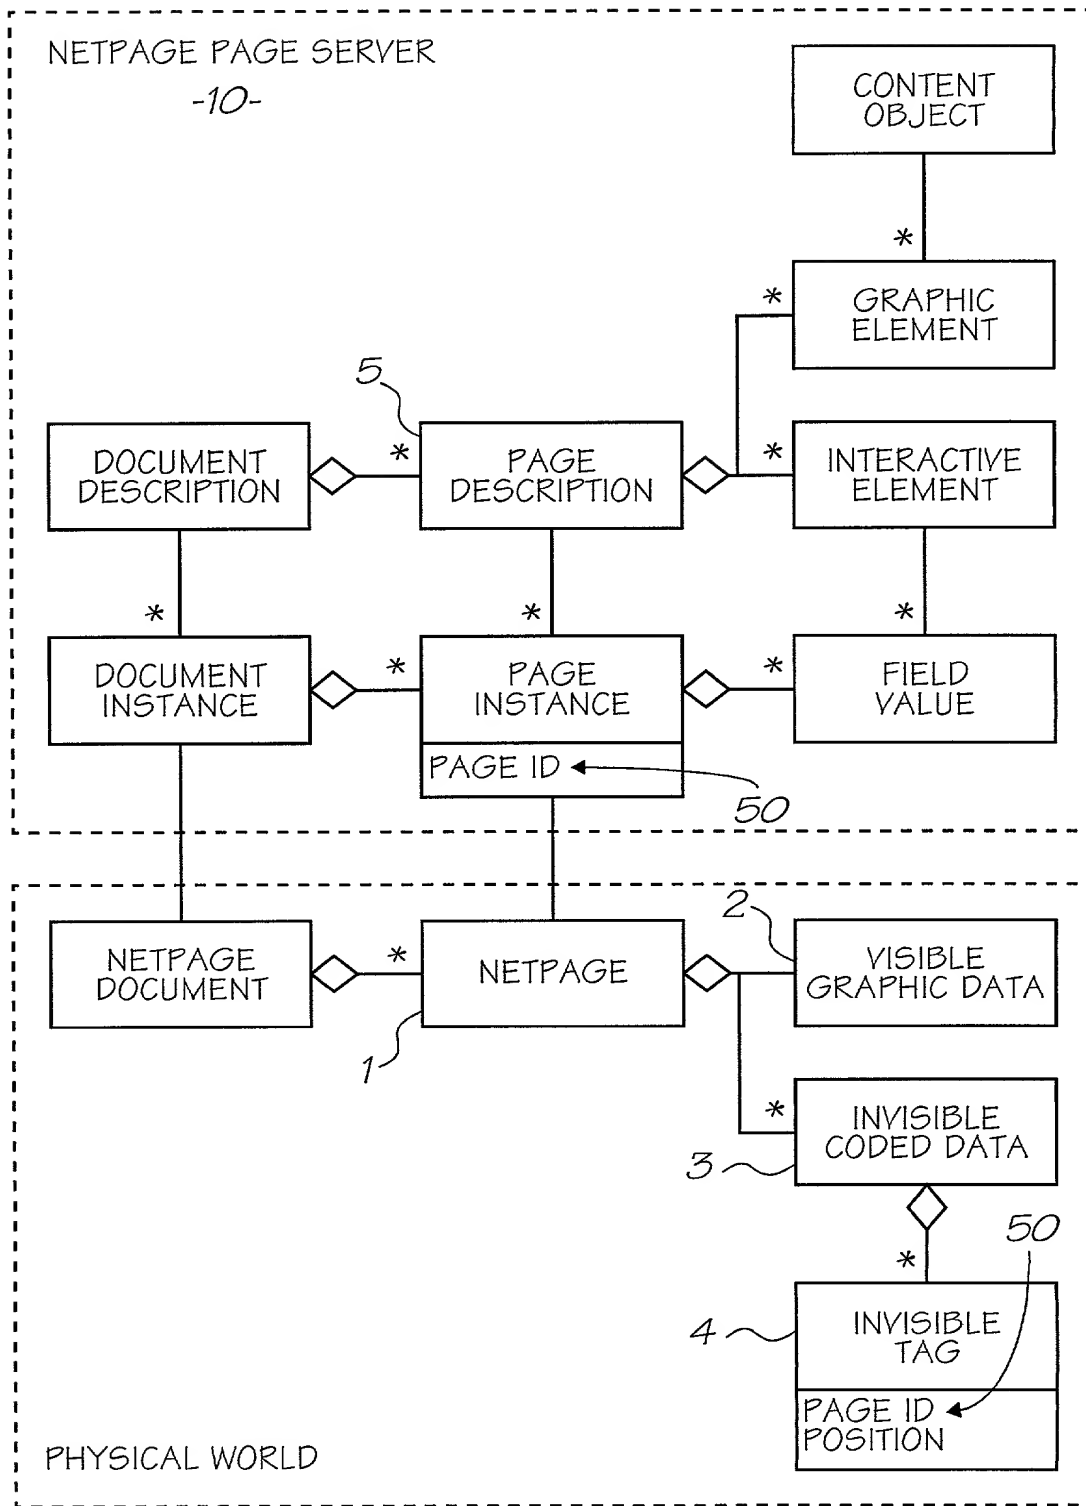 NETPAGE PAGE SERVER
-10-
CONTENT
OBJECT
*
*
GRAPHIC
ELEMENT
5
DOCUMENT
DESCRIPTION
*
PAGE
DESCRIPTION
*
INTERACTIVE
ELEMENT
*
*
*
DOCUMENT
INSTANCE
*
PAGE
INSTANCE
*
FIELD
VALUE
PAGE ID
50
NETPAGE
DOCUMENT
*
NETPAGE
1
2
VISIBLE
GRAPHIC DATA
*
INVISIBLE
CODED DATA
3
50
*
4
INVISIBLE
TAG
PAGE ID
POSITION
PHYSICAL WORLD